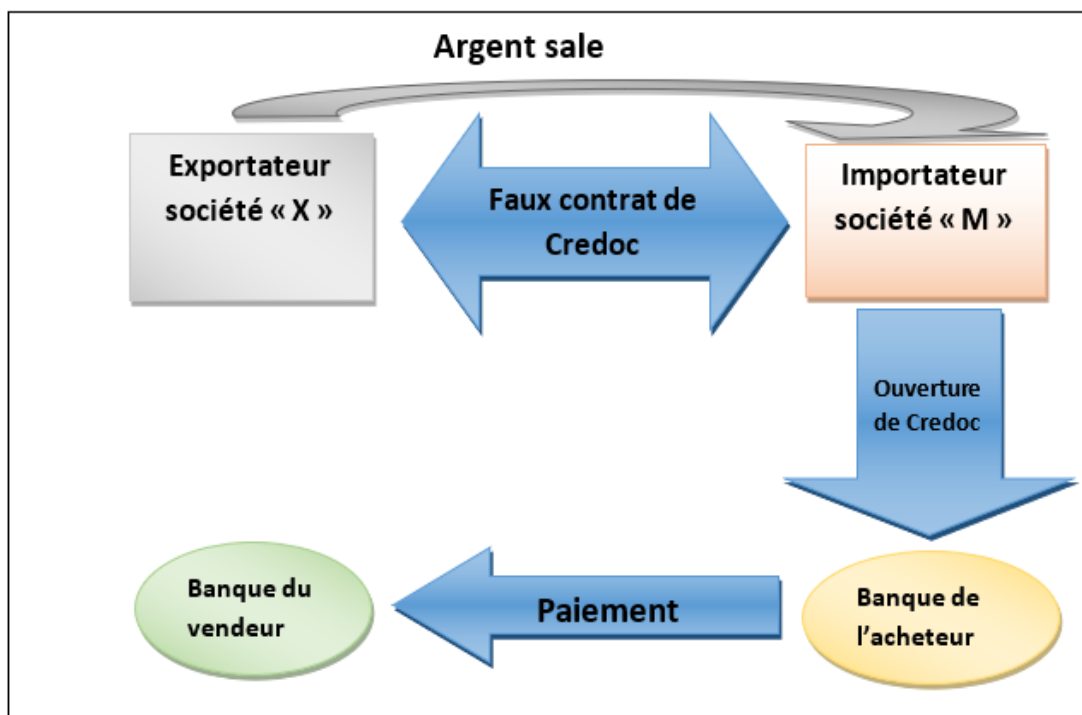 Argent sale
Exportateur
société « X »
Faux contrat de
Credoc
Importateur
société « M »
Ouverture
de Credoc
Banque du
vendeur
Paiement
Banque de
l’acheteur